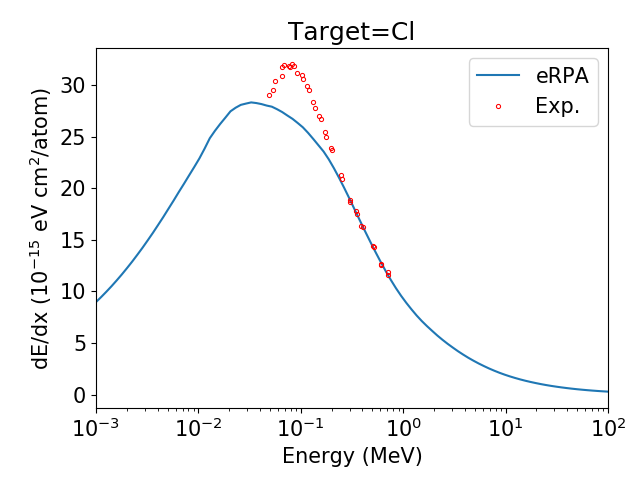 Target=Cl
dE/dx (10⁻¹⁵ eV cm²/atom)
30
25
20
15
10
5
0
eRPA
Exp.
10⁻³ 10⁻² 10⁻¹ 10⁰ 10¹ 10²
Energy (MeV)